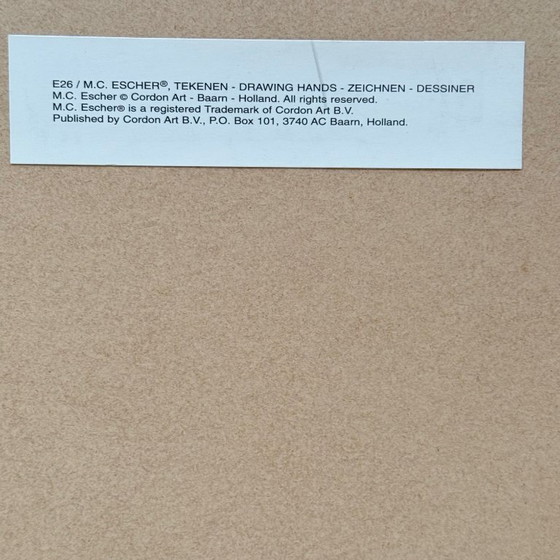 E26 / M.C. ESCHER®, TEKENEN - DRAWING HANDS - ZEICHNEN - DESSINER
M.C. Escher © Cordon Art - Baarn - Holland. All rights reserved.
M.C. Escher® is a registered Trademark of Cordon Art B.V.
Published by Cordon Art B.V., P.O. Box 101, 3740 AC Baarn, Holland.